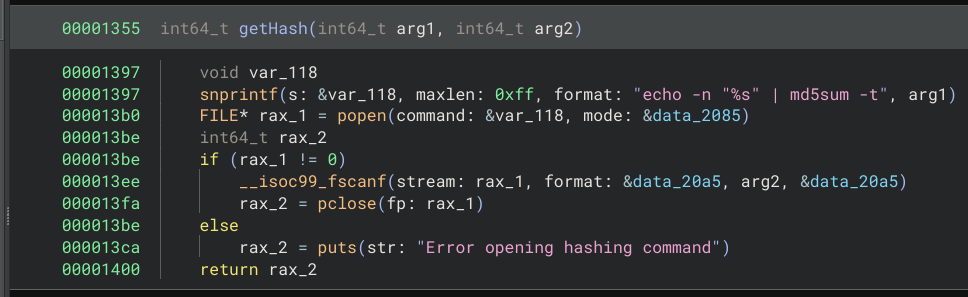 00001355 int64_t getHash(int64_t arg1, int64_t arg2)
00001397 void var_118
00001397 snprintf(s: &var_118, maxlen: 0xff, format: "echo -n "%s" | md5sum -t", arg1)
000013b0 FILE* rax_1 = popen(command: &var_118, mode: &data_2085)
000013be int64_t rax_2
000013be if (rax_1 != 0)
000013ee __isoc99_fscanf(stream: rax_1, format: &data_20a5, arg2, &data_20a5)
000013fa rax_2 = pclose(fp: rax_1)
000013be else
000013ca rax_2 = puts(str: "Error opening hashing command")
00001400 return rax_2